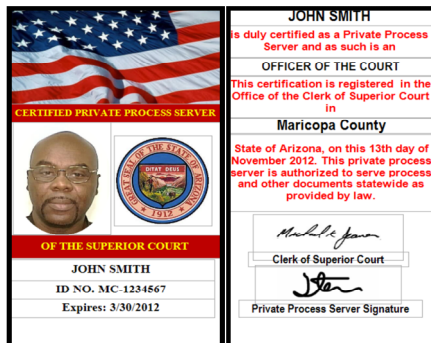 CERTIFIED PRIVATE PROCESS SERVER
GREAT SEAL OF THE STATE OF ARIZONA
DITAT DEUS
1912
OF THE SUPERIOR COURT
JOHN SMITH
ID NO. MC-1234567
Expires: 3/30/2012
JOHN SMITH
is duly certified as a Private Process
Server and as such is an
OFFICER OF THE COURT
This certification is registered in the
Office of the Clerk of Superior Court
in
Maricopa County
State of Arizona, on this 13th day of
November 2012. This private process
server is authorized to serve process
and other documents statewide as
provided by law.
Clerk of Superior Court
Private Process Server Signature